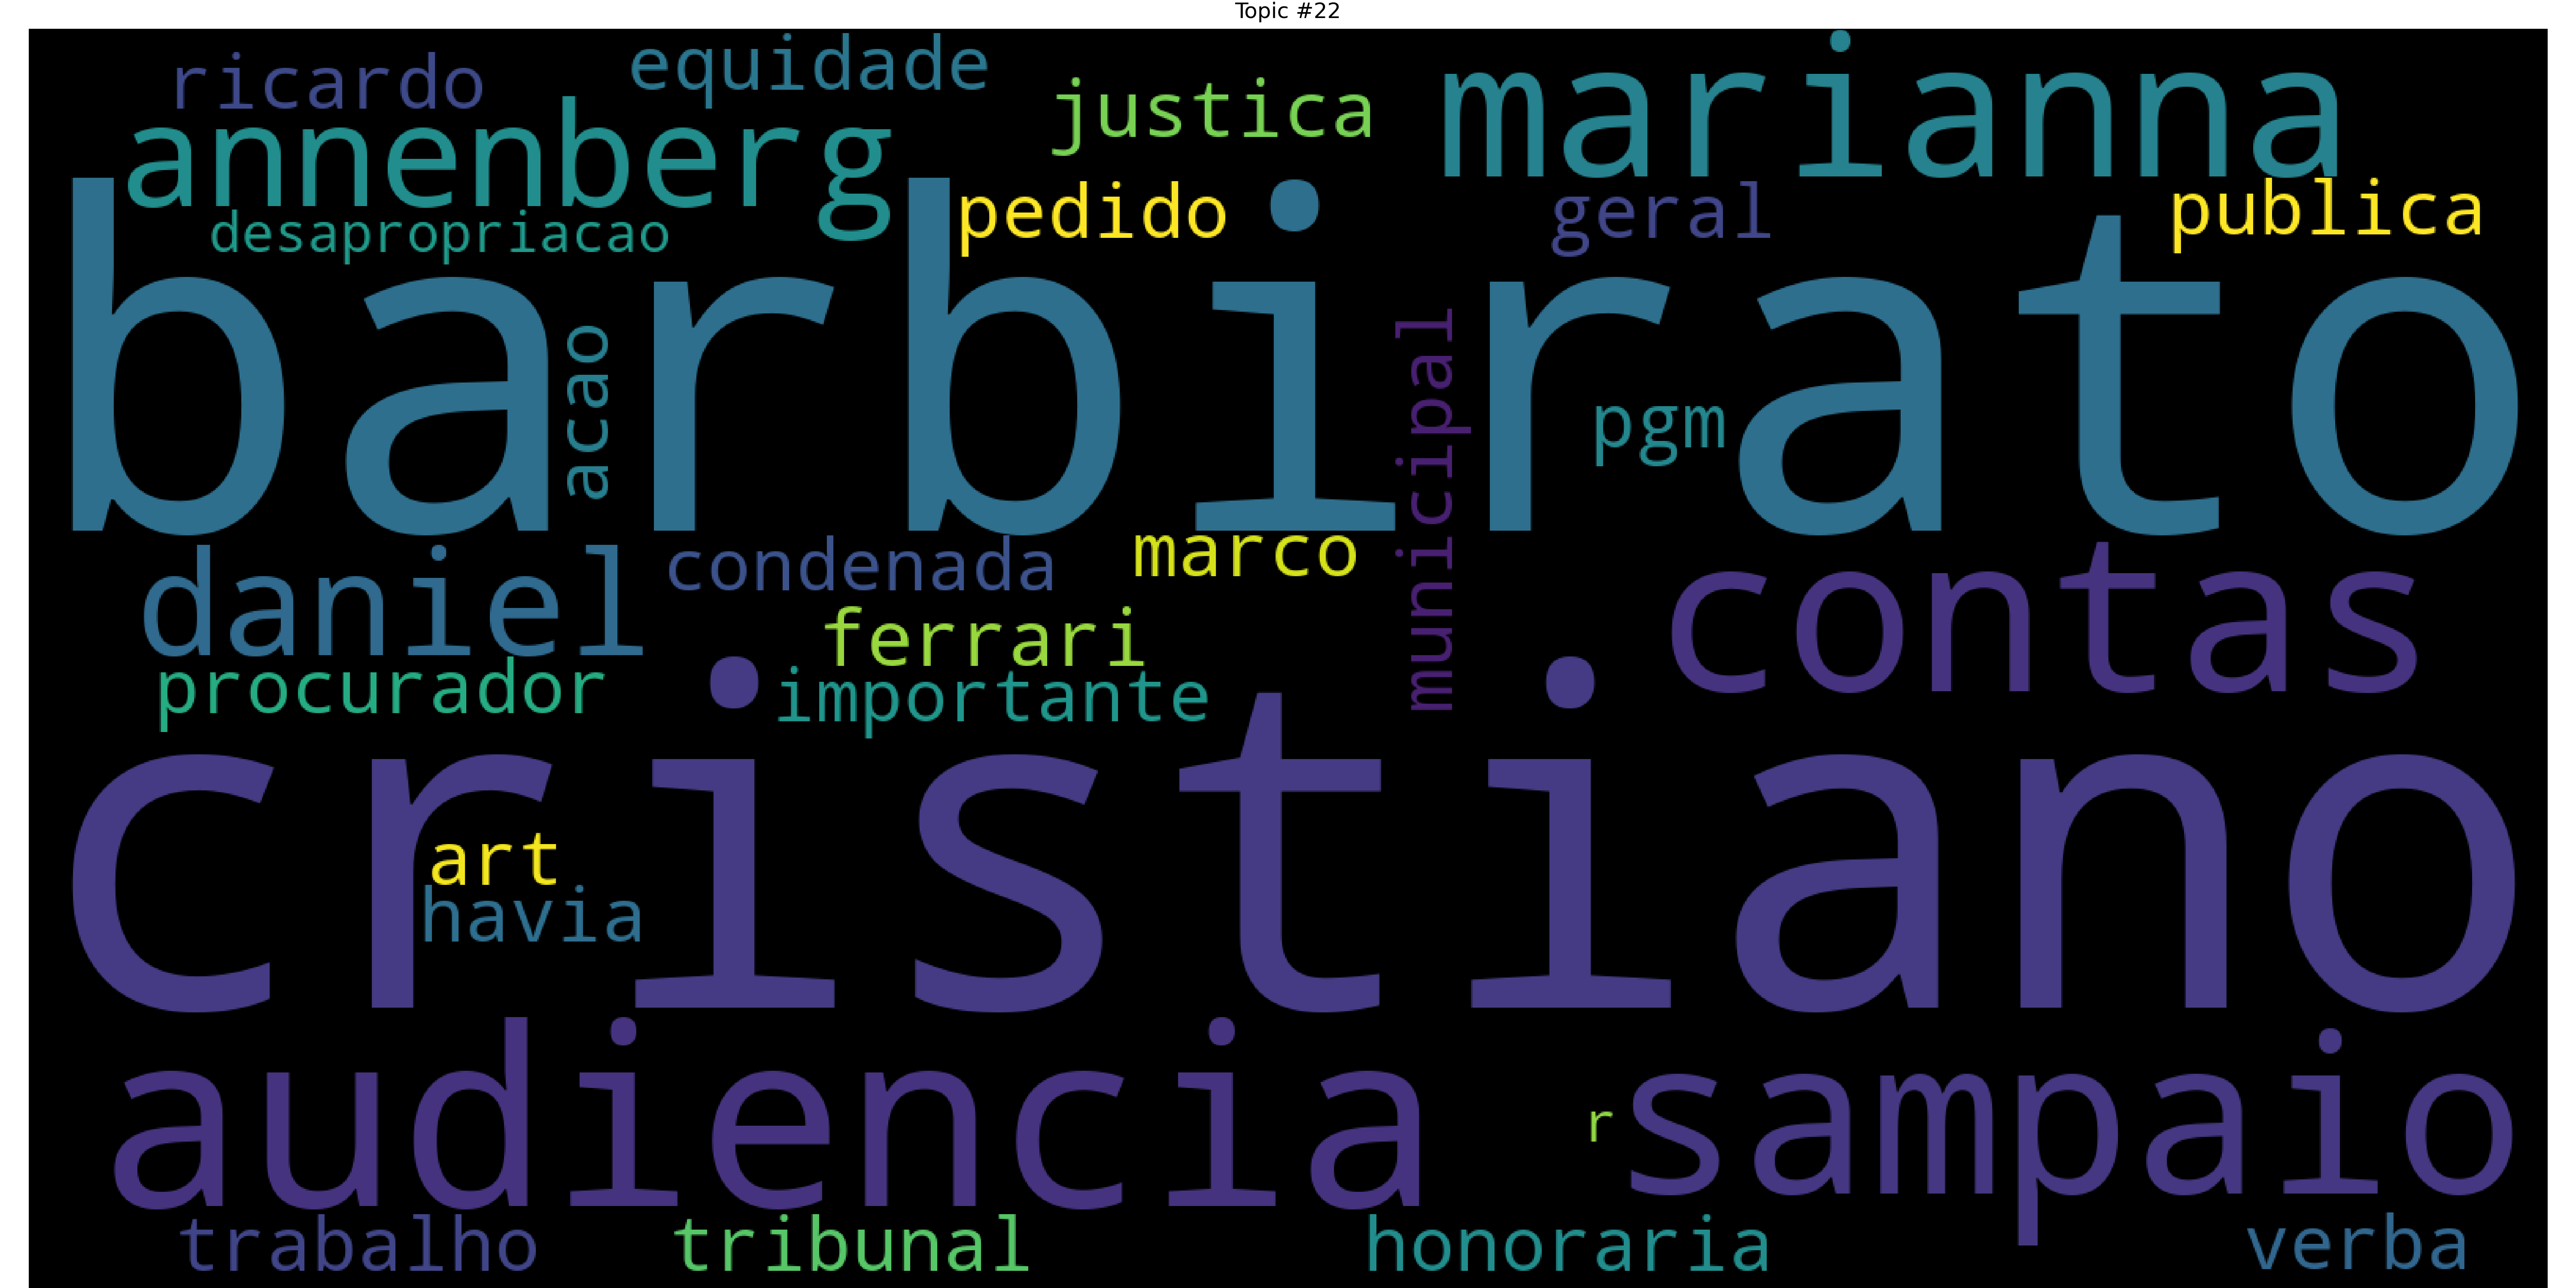 Topic #22
ricardo
equidade
justica
marianna
annenberg
pedido
geral
publica
desapropriacao
barbirato
acao
pgm
municipal
daniel
condenada
marco
contas
ferrari
procurador
importante
cristiano
art
havia
audiencia
r
sampaio
trabalho
tribunal
honoraria
verba